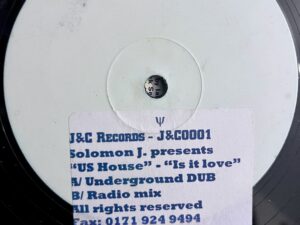 Ψ
J&C Records - J&C0001
Solomon J. presents
"US House" - "Is it love"
A/ Underground DUB
B/ Radio mix
All rights reserved
Fax: 0171 924 9494